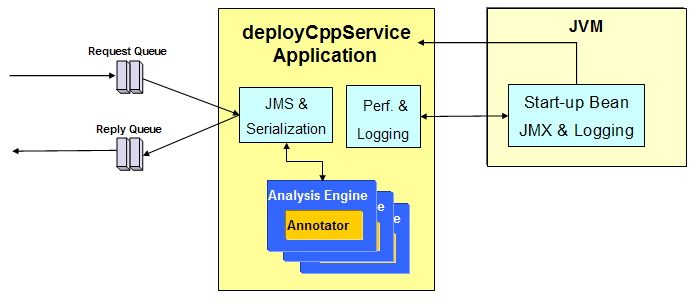 deployCppService
Application
JVM
Request Queue
JMS &
Serialization
Perf. &
Logging
Start-up Bean
JMX & Logging
Reply Queue
Analysis Engine
Annotator
e
e